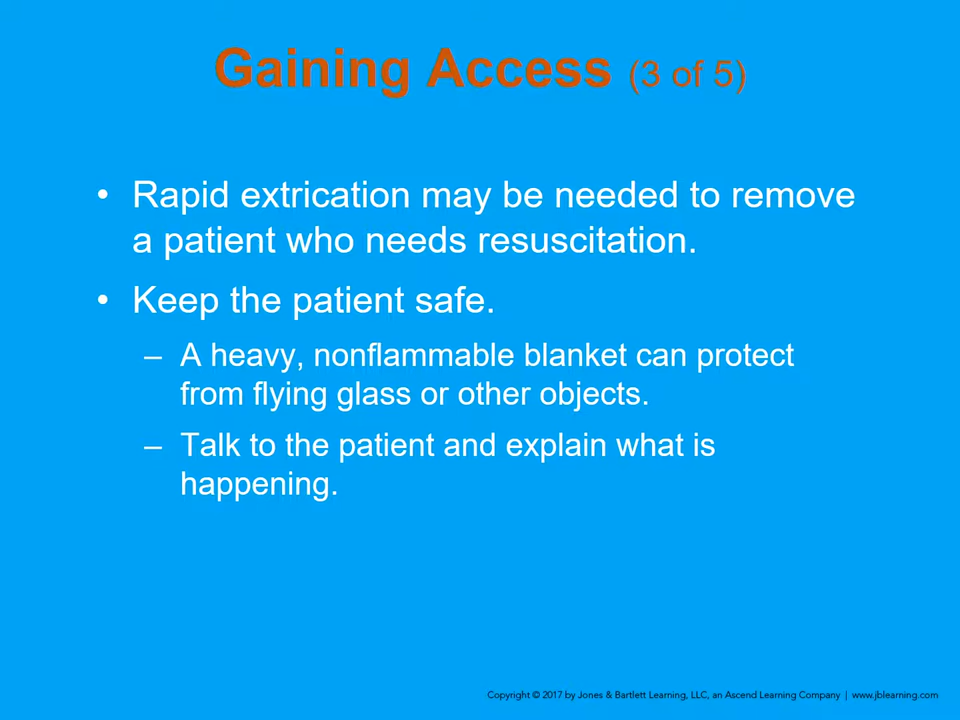 Gaining Access (3 of 5)
• Rapid extrication may be needed to remove
a patient who needs resuscitation.
• Keep the patient safe.
– A heavy, nonflammable blanket can protect
from flying glass or other objects.
– Talk to the patient and explain what is
happening.
Copyright © 2017 by Jones & Bartlett Learning, LLC, an Ascend Learning Company | www.jblearning.com